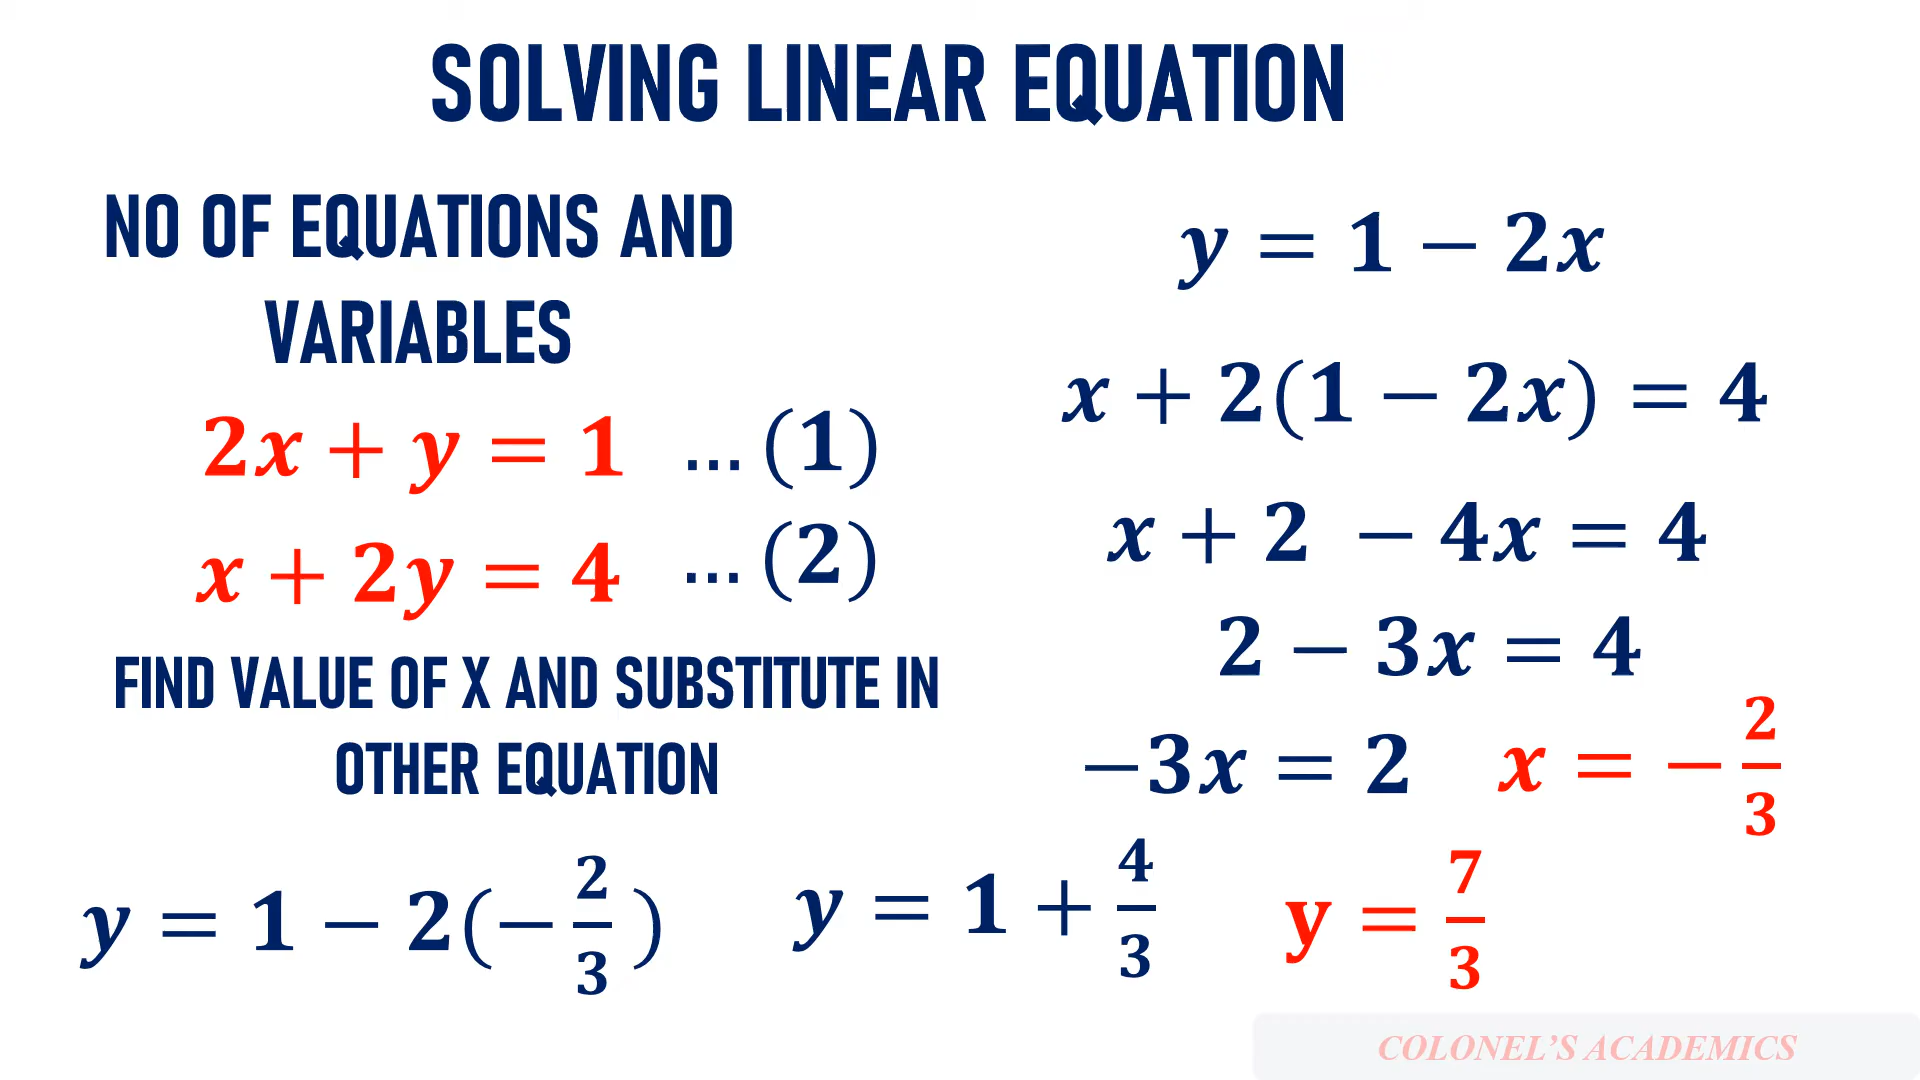 SOLVING LINEAR EQUATION
NO OF EQUATIONS AND
VARIABLES
2x + y = 1 ... (1)
x + 2y = 4 ... (2)
FIND VALUE OF X AND SUBSTITUTE IN
OTHER EQUATION
y = 1 − 2x
x + 2(1 − 2x) = 4
x + 2 − 4x = 4
2 − 3x = 4
−3x = 2 x = −2/3
y = 1 − 2(−2/3) y = 1 + 4/3 y = 7/3
COLONEL'S ACADEMICS